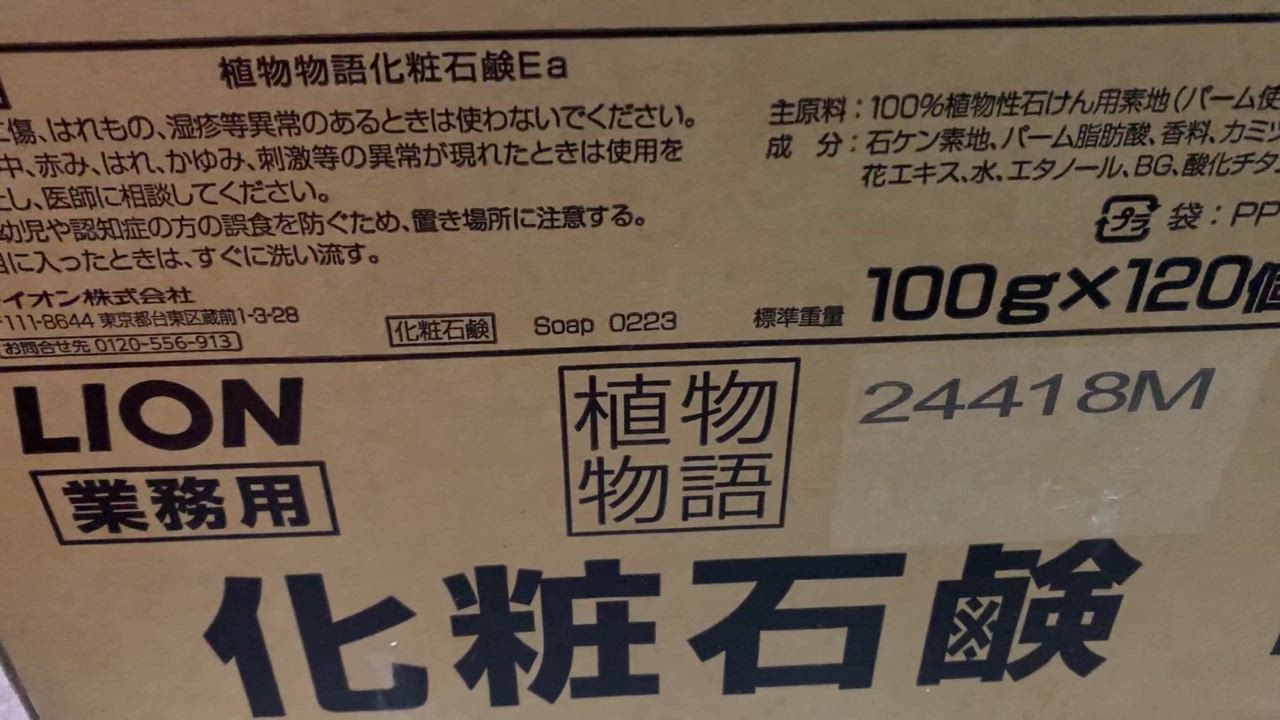 植物物語化粧石鹸Ea
傷、はれもの、湿疹等異常のあるときは使わないでください。
中、赤み、はれ、かゆみ、刺激等の異常が現れたときは使用を
し、医師に相談してください。
幼児や認知症の方の誤食を防ぐため、置き場所に注意する。
に入ったときは、すぐに洗い流す。
イオン株式会社
〒111-8644 東京都台東区蔵前1-3-28
お問合せ先 0120-556-913
化粧石鹸
Soap 0223
主原料：100%植物性石けん用素地（パーム使
成 分：石ケン素地、パーム脂肪酸、香料、カミツ
花エキス、水、エタノール、BG、酸化チタ
プラ 袋：PP
標準重量 100g×120個
LION
業務用
植物
物語
24418M
化粧石鹸